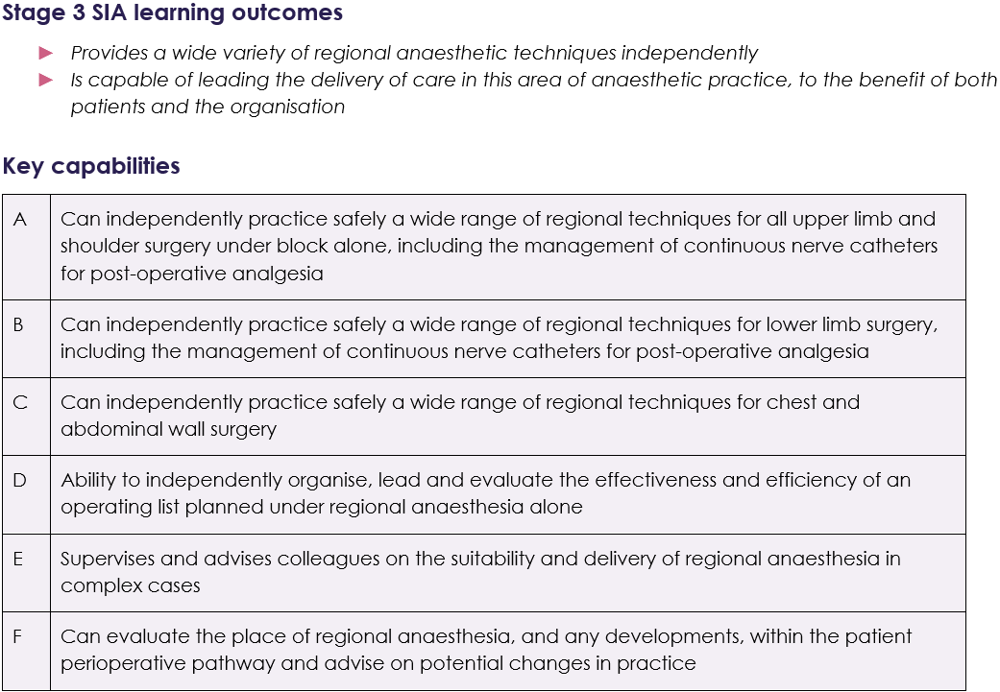 Stage 3 SIA learning outcomes
► Provides a wide variety of regional anaesthetic techniques independently
► Is capable of leading the delivery of care in this area of anaesthetic practice, to the benefit of both
patients and the organisation
Key capabilities
A Can independently practice safely a wide range of regional techniques for all upper limb and
shoulder surgery under block alone, including the management of continuous nerve catheters
for post-operative analgesia
B Can independently practice safely a wide range of regional techniques for lower limb surgery,
including the management of continuous nerve catheters for post-operative analgesia
C Can independently practice safely a wide range of regional techniques for chest and
abdominal wall surgery
D Ability to independently organise, lead and evaluate the effectiveness and efficiency of an
operating list planned under regional anaesthesia alone
E Supervises and advises colleagues on the suitability and delivery of regional anaesthesia in
complex cases
F Can evaluate the place of regional anaesthesia, and any developments, within the patient
perioperative pathway and advise on potential changes in practice